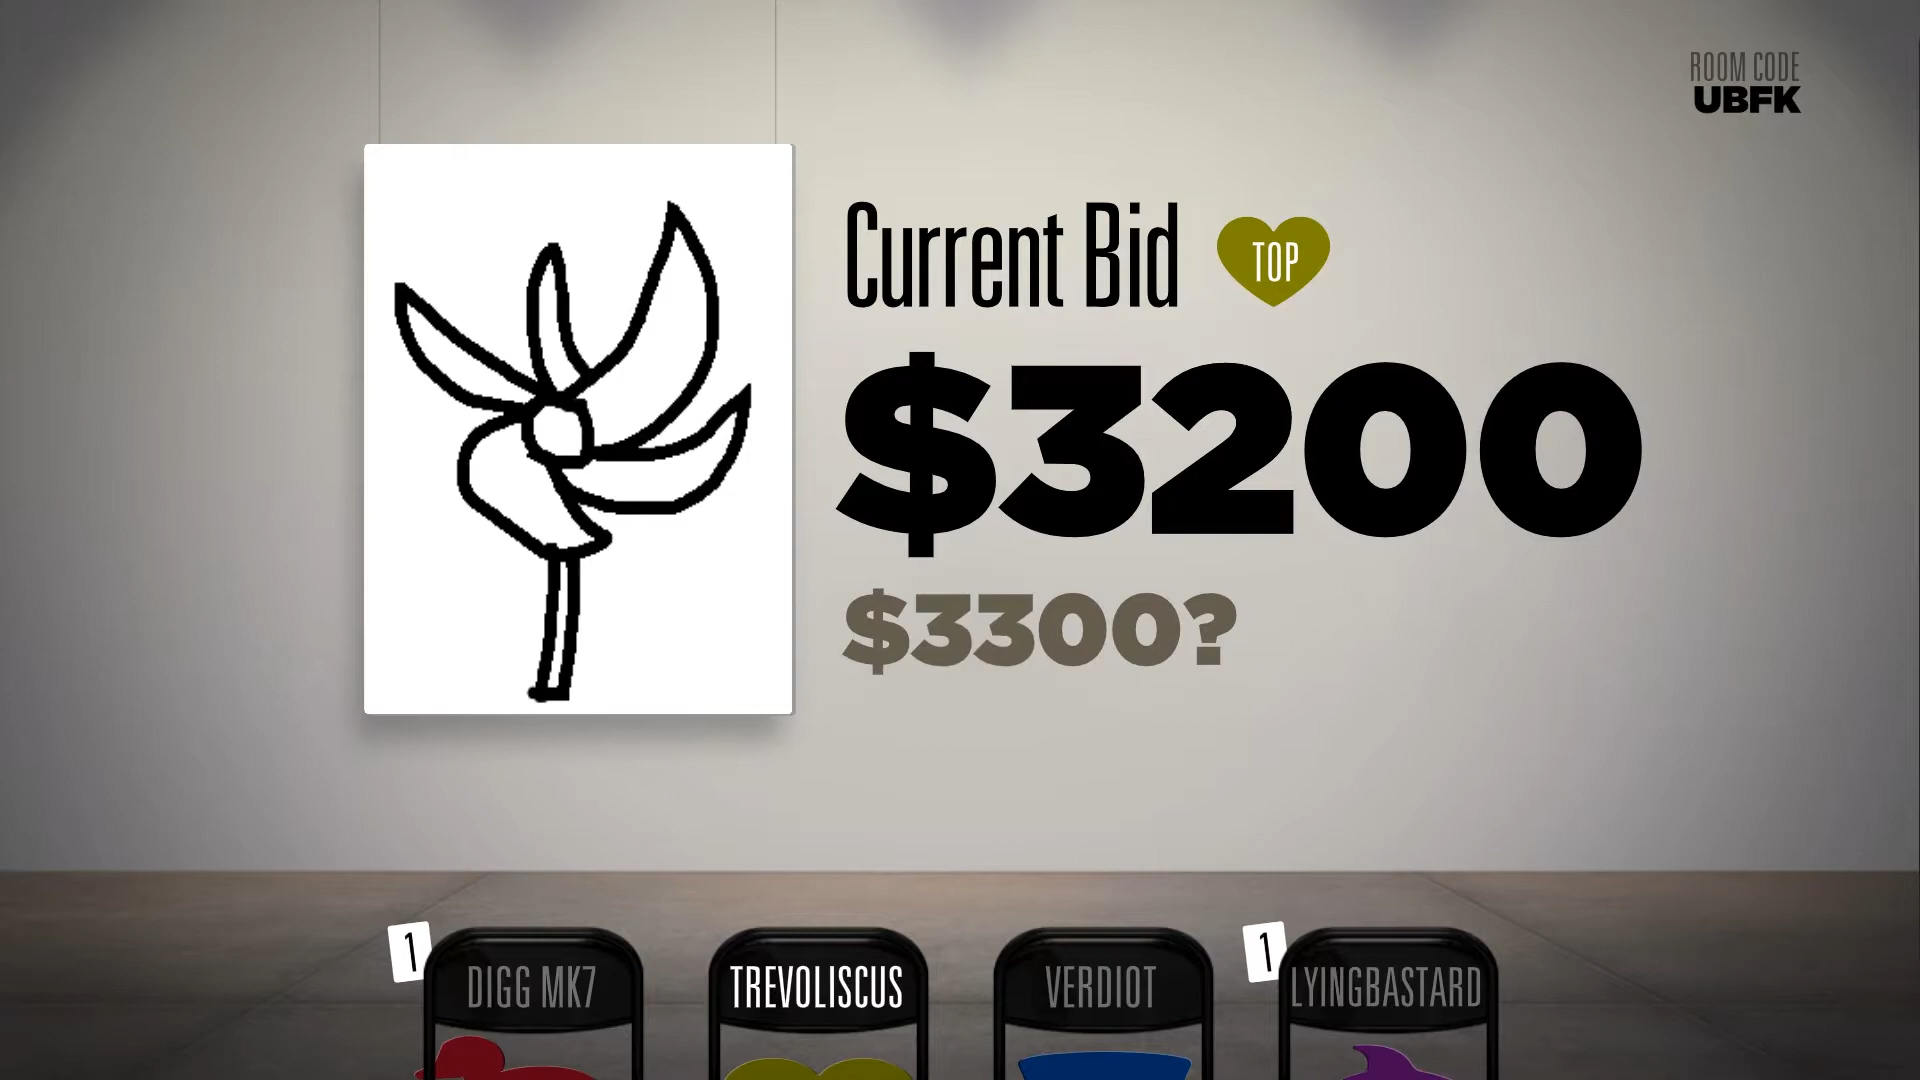 ROOM CODE
UBFK
Current Bid
TOP
$3200
$3300?
1
DIGG MK7
TREVOLISCUS
VERDIOT
1
LYINGBASTARD